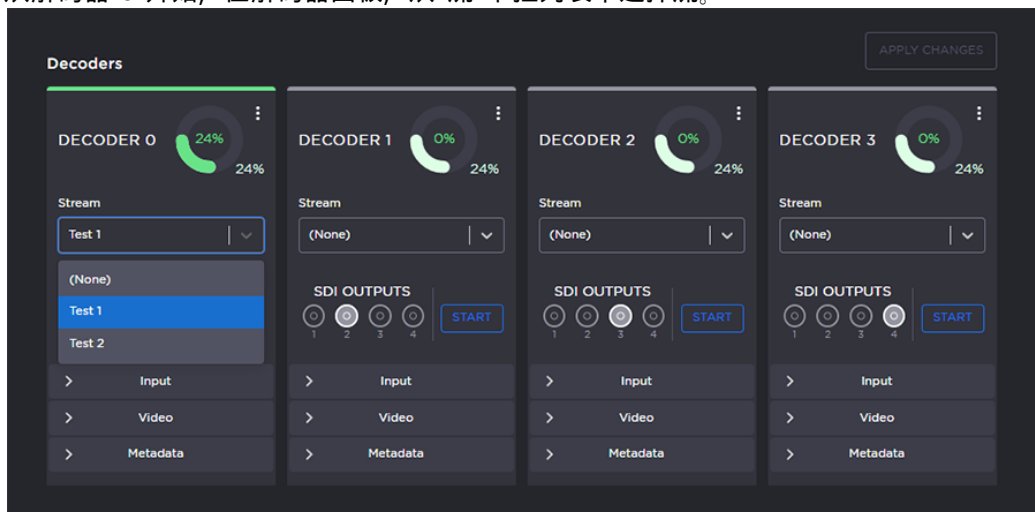 Decoders
APPLY CHANGES
DECODER 0
24%
24%
Stream
Test 1
(None)
Test 1
Test 2
Input
Video
Metadata
DECODER 1
0%
24%
Stream
(None)
SDI OUTPUTS
1 2 3 4
START
Input
Video
Metadata
DECODER 2
0%
24%
Stream
(None)
SDI OUTPUTS
1 2 3 4
START
Input
Video
Metadata
DECODER 3
0%
24%
Stream
(None)
SDI OUTPUTS
1 2 3 4
START
Input
Video
Metadata